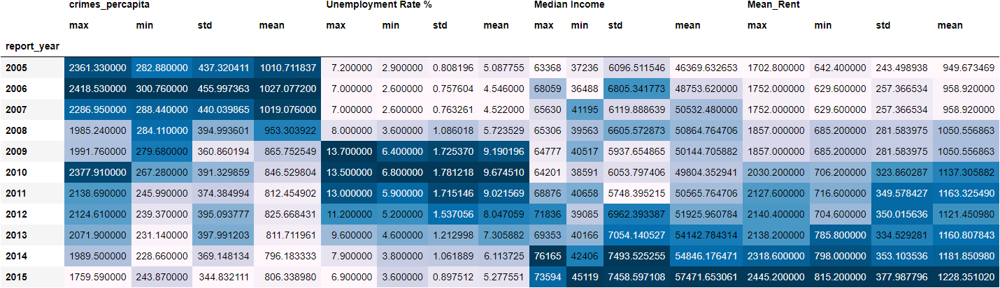 crimes_percapita Unemployment Rate % Median Income Mean_Rent
max min std mean max min std mean max min std mean max min std mean
report_year
2005 2361.330000 282.880000 437.320411 1010.711837 7.200000 2.900000 0.808196 5.087755 63368 37236 6096.511546 46369.632653 1702.800000 642.400000 243.498938 949.673469
2006 2418.530000 300.760000 455.997363 1027.077200 7.000000 2.600000 0.757604 4.546000 68059 36488 6805.341773 48753.620000 1752.000000 629.600000 257.366534 958.920000
2007 2286.950000 288.440000 440.039865 1019.076000 7.000000 2.600000 0.763261 4.522000 65630 41195 6119.888639 50532.480000 1752.000000 629.600000 257.366534 958.920000
2008 1985.240000 284.110000 394.993601 953.303922 8.000000 3.600000 1.086018 5.723529 65306 39563 6605.572873 50864.764706 1857.000000 685.200000 281.583975 1050.556863
2009 1991.760000 279.680000 360.860194 865.752549 13.700000 6.400000 1.725370 9.190196 64777 40517 5937.654865 50144.705882 1857.000000 685.200000 281.583975 1050.556863
2010 2377.910000 267.280000 391.329859 846.529804 13.500000 6.800000 1.781218 9.674510 64201 38591 6053.797406 49804.352941 2030.200000 706.200000 323.860287 1137.305882
2011 2138.690000 245.990000 374.384994 812.454902 13.000000 5.900000 1.715146 9.021569 68876 40658 5748.395215 50565.764706 2127.600000 716.600000 349.578427 1163.325490
2012 2124.610000 239.370000 395.093777 825.668431 11.200000 5.200000 1.537056 8.047059 71836 39085 6962.393387 51925.960784 2140.400000 704.600000 350.015636 1121.450980
2013 2071.900000 231.140000 397.991203 811.711961 9.600000 4.600000 1.212998 7.305882 69353 40166 7054.140527 54142.784314 2138.200000 785.800000 334.529281 1160.807843
2014 1989.500000 228.660000 369.148134 796.183333 7.900000 3.800000 1.061889 6.113725 76165 42406 7493.525255 54846.176471 2318.600000 798.000000 353.103536 1181.850980
2015 1759.590000 243.870000 344.832111 806.338980 6.900000 3.600000 0.897512 5.277551 73594 45119 7458.597108 57471.653061 2445.200000 815.200000 377.987796 1228.351020